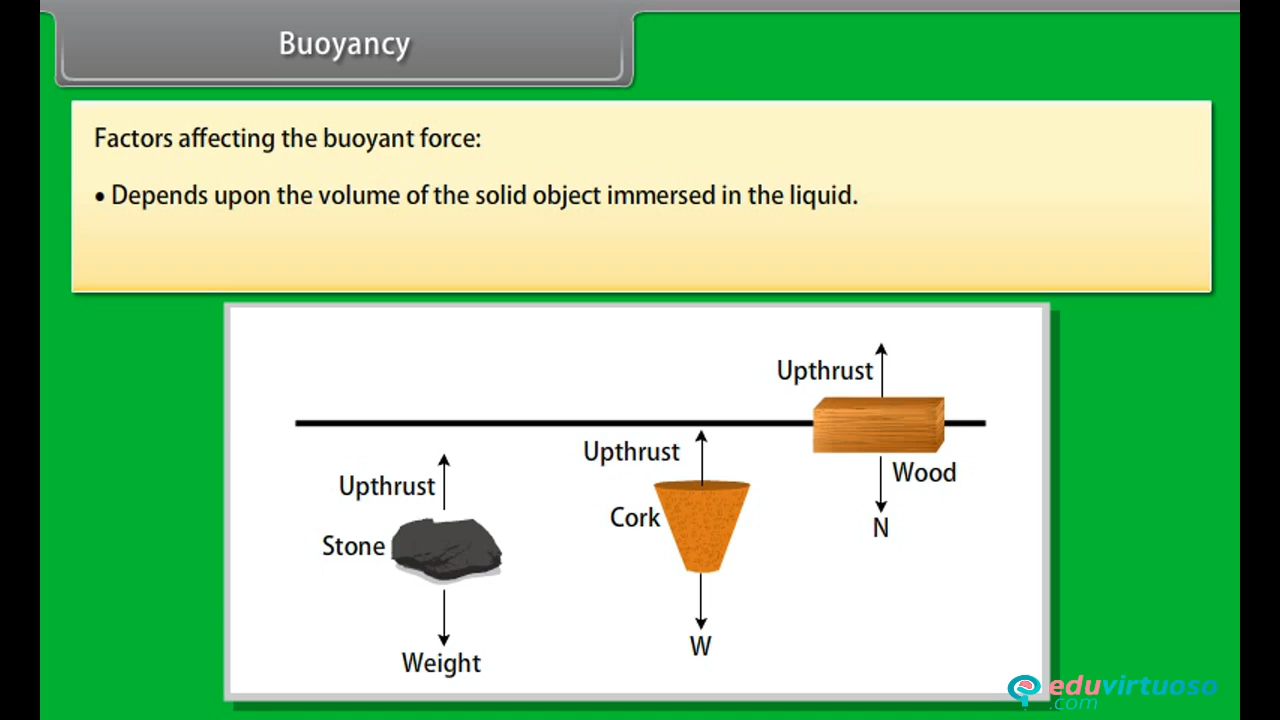 Buoyancy
Factors affecting the buoyant force:
• Depends upon the volume of the solid object immersed in the liquid.
Upthrust
Upthrust
Wood
Upthrust
Cork
N
Stone
W
Weight
eduvirtuoso
.com